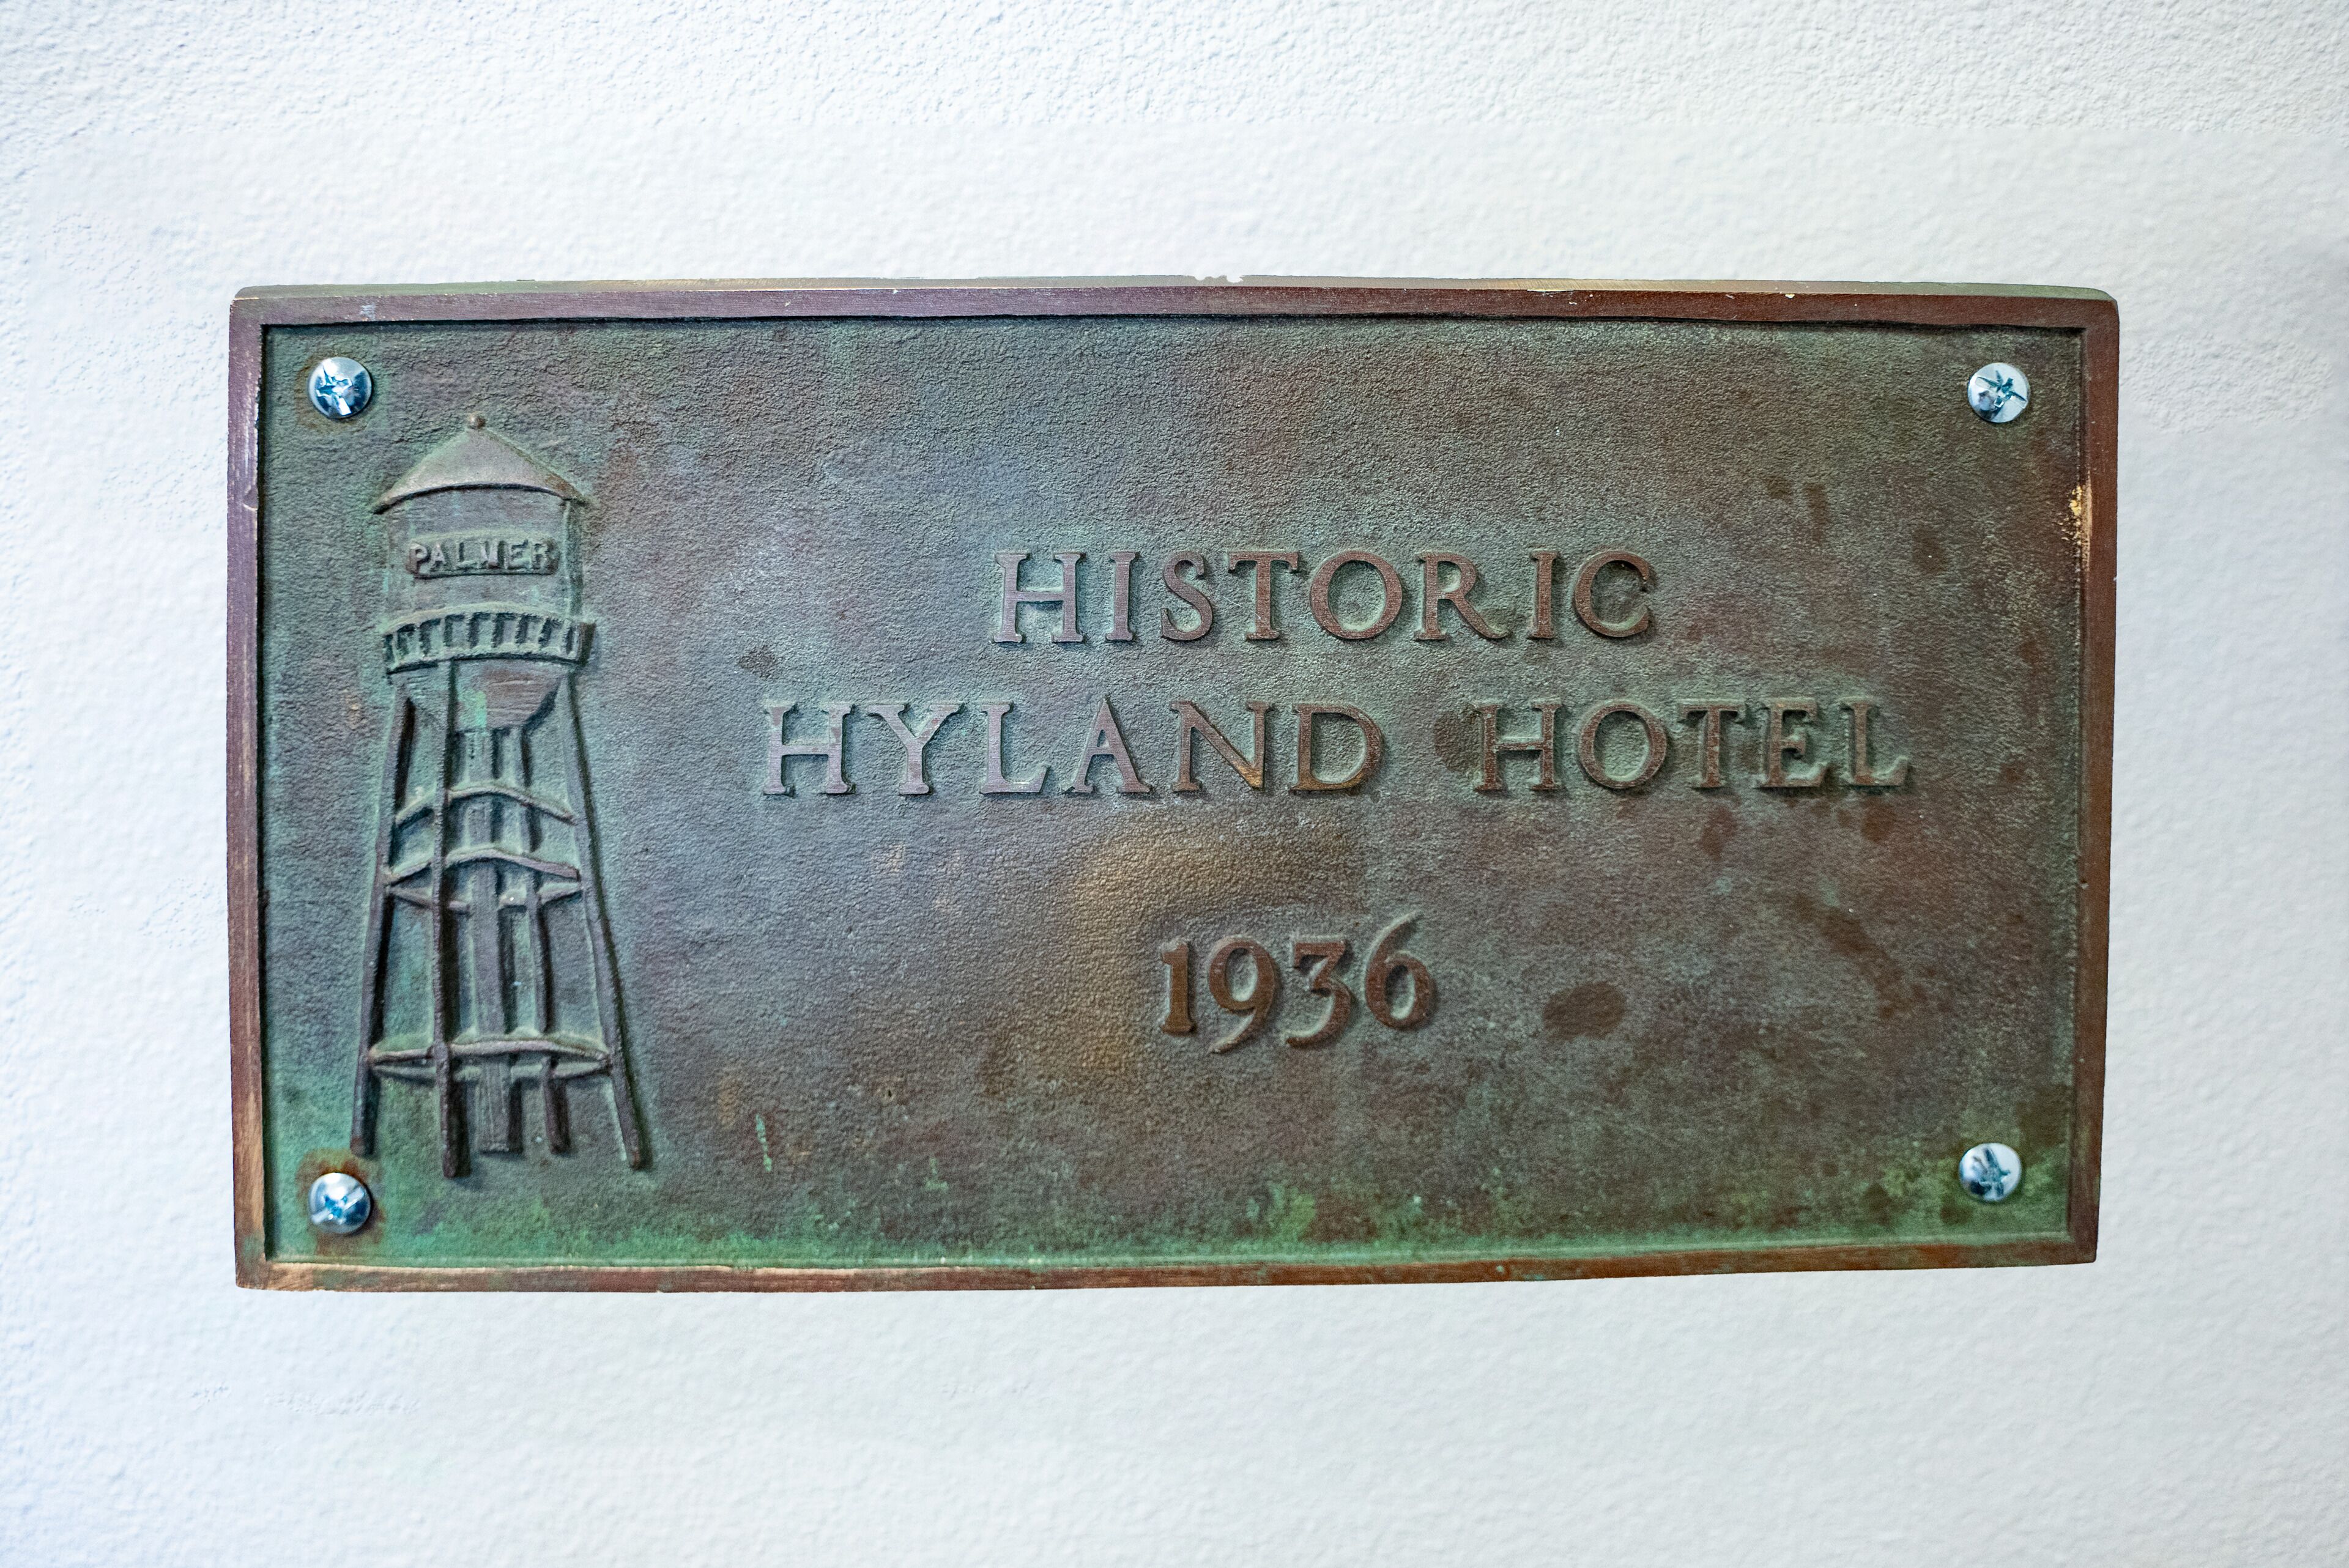 PALMER
HISTORIC
HYLAND HOTEL
1936